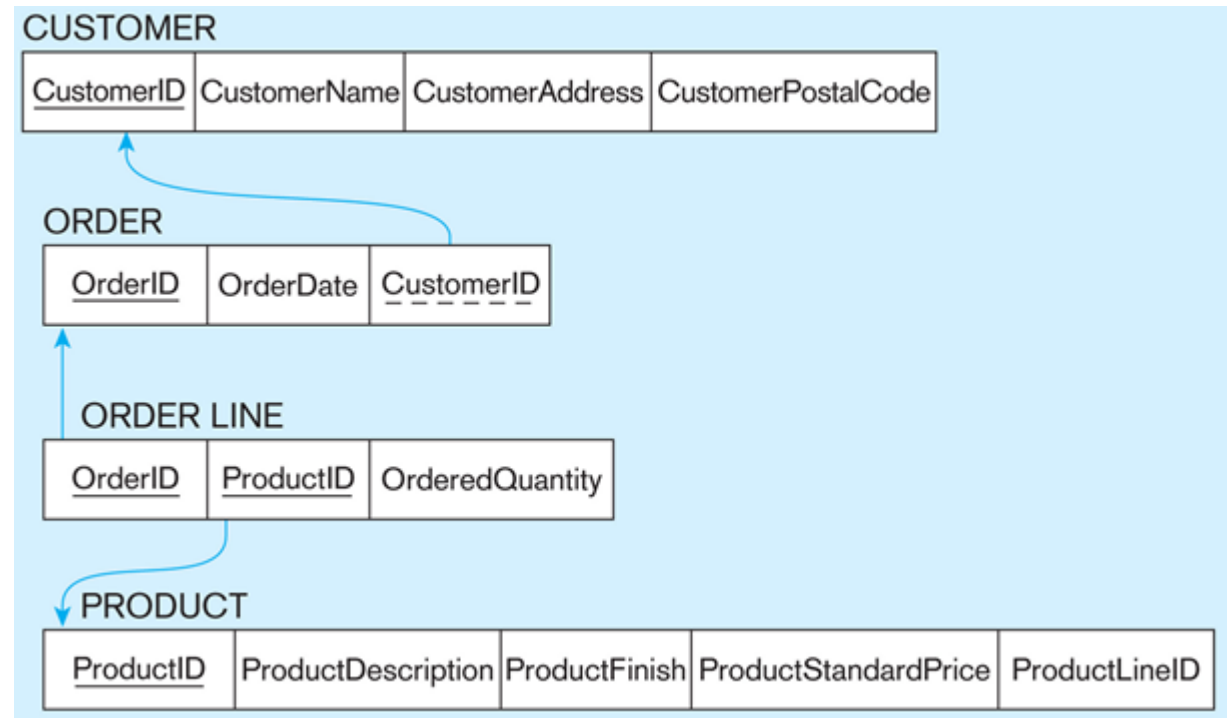 CUSTOMER
CustomerID CustomerName CustomerAddress CustomerPostalCode
ORDER
OrderID OrderDate CustomerID
ORDER LINE
OrderID ProductID OrderedQuantity
PRODUCT
ProductID ProductDescription ProductFinish ProductStandardPrice ProductLineID